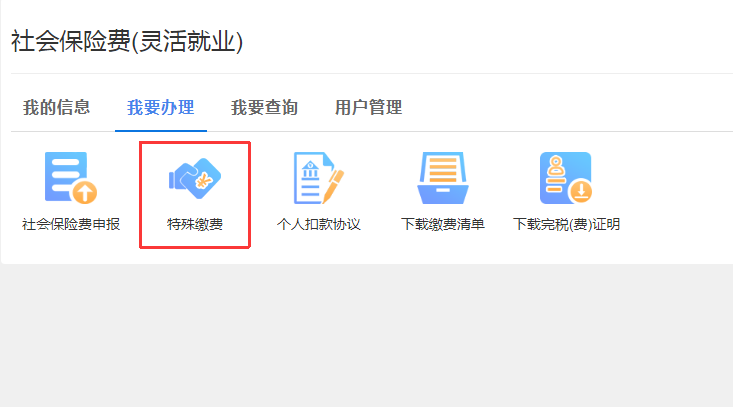 社会保险费(灵活就业)
我的信息 我要办理 我要查询 用户管理
社会保险费申报 特殊缴费 个人扣款协议 下载缴费清单 下载完税(费)证明